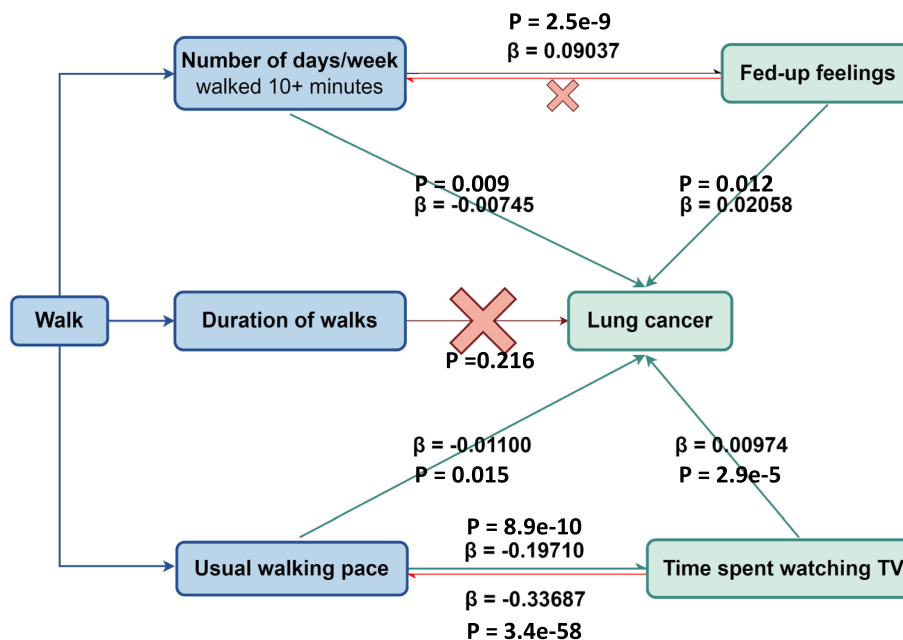 P = 2.5e-9
β = 0.09037
Number of days/week
walked 10+ minutes
Fed-up feelings
P = 0.009
β = -0.00745
P = 0.012
β = 0.02058
Walk
Duration of walks
Lung cancer
P =0.216
β = -0.01100
P = 0.015
β = 0.00974
P = 2.9e-5
P = 8.9e-10
β = -0.19710
Usual walking pace
Time spent watching TV
β = -0.33687
P = 3.4e-58